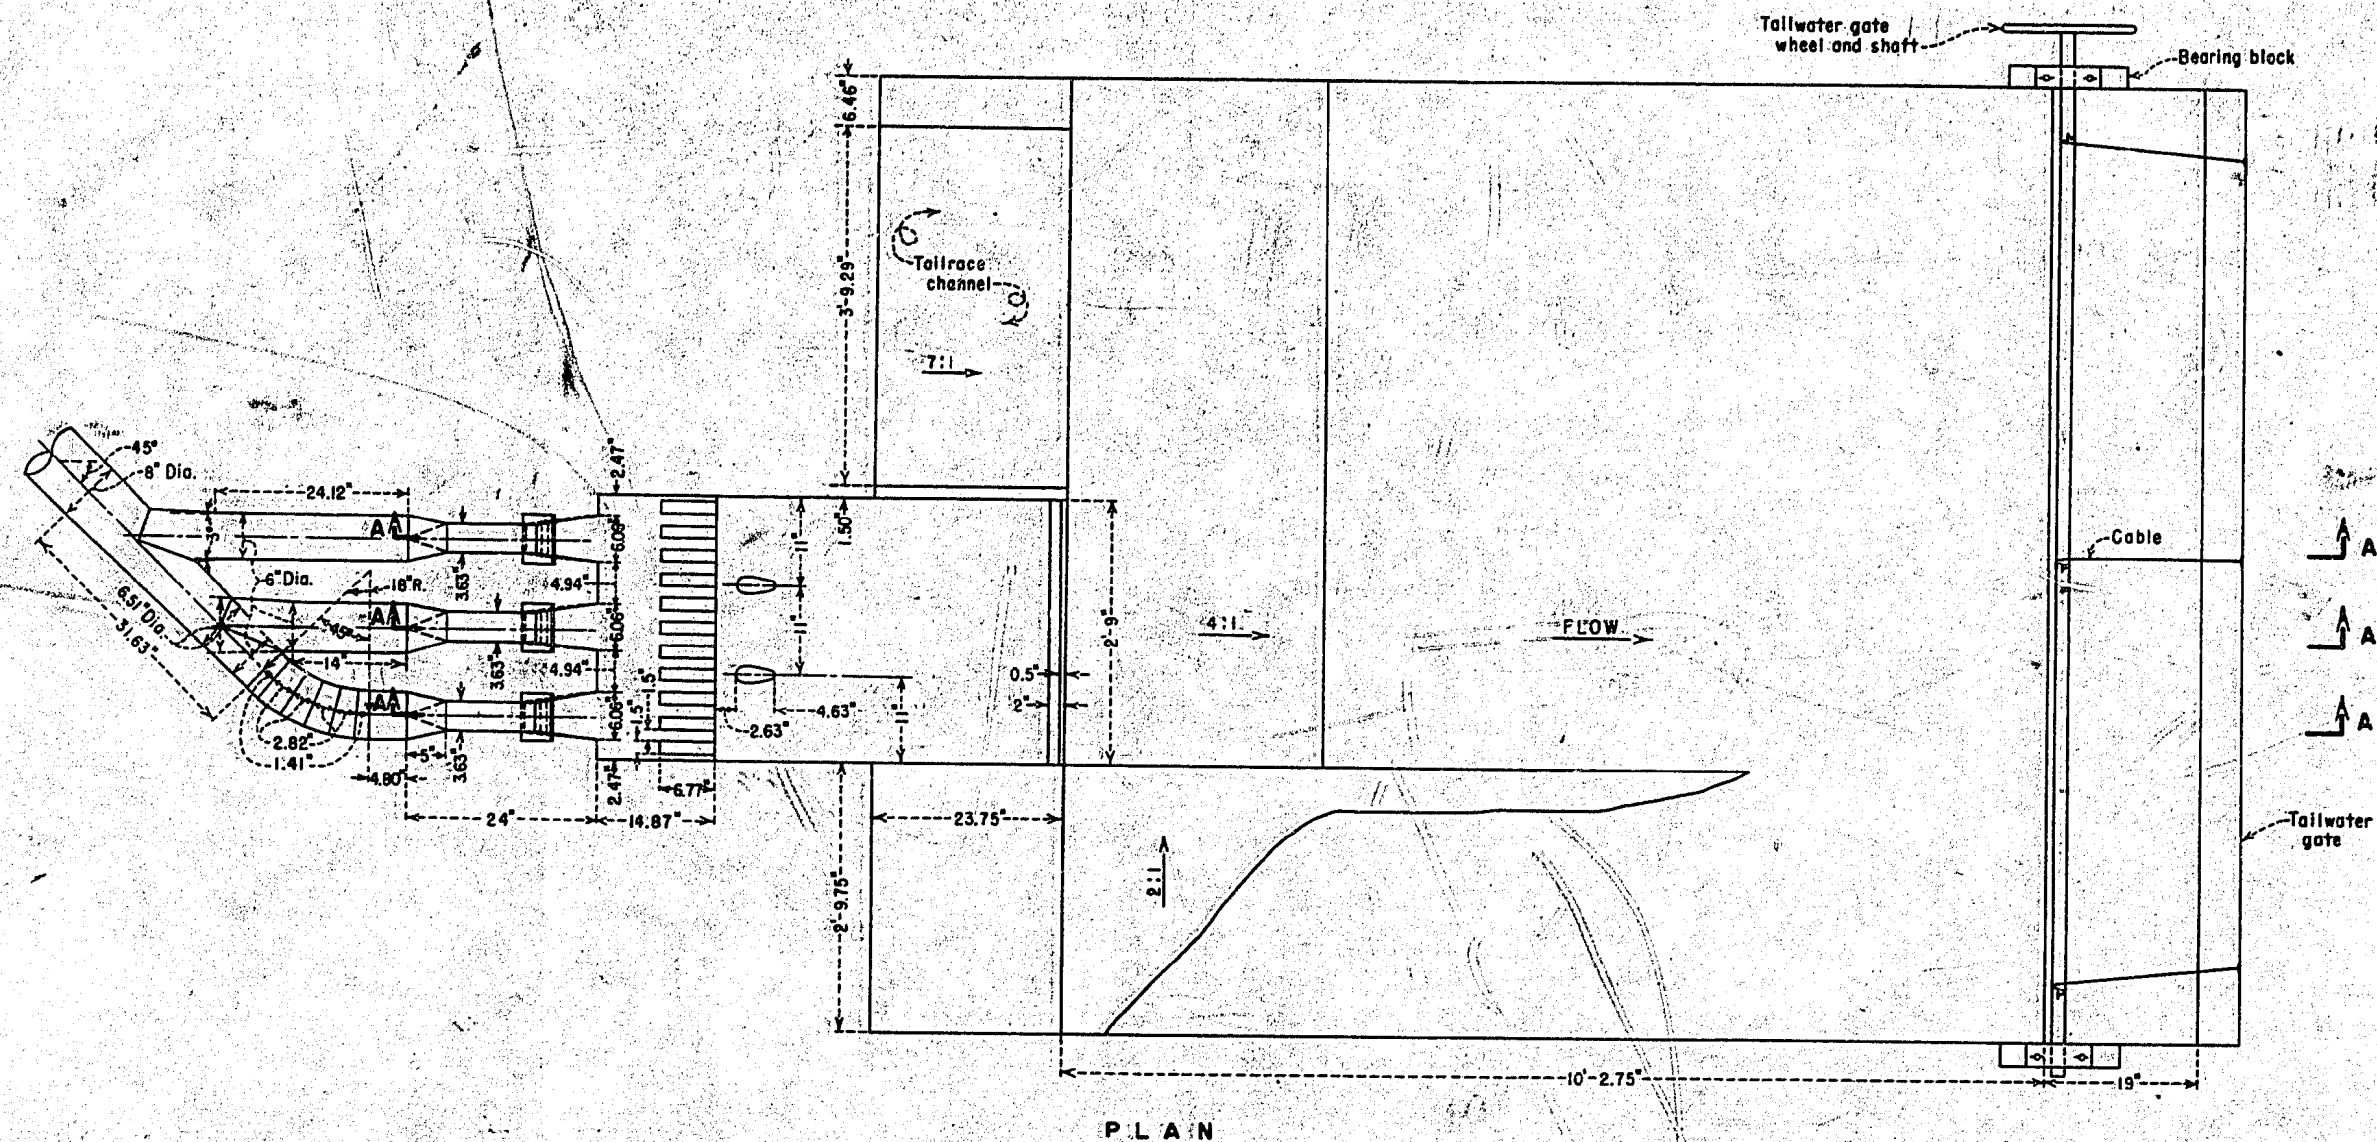 Tailwater gate
wheel and shaft
Bearing block
6.46"
3'-9.29"
Tailrace
channel
7:1
45°
8" Dia.
24.12"
2.47"
A
3"
6" Dia.
18" R.
3.63"
6.06"
4.94"
11"
1.50"
Cable
A
6.51" Dia.
31.63"
A
45°
14"
3.63"
6.06"
4.94"
11"
4:1
2'-9"
FLOW
A
0.5"
2"
A
2.82"
1.41"
5"
4.80"
3.63"
6.06"
1.5"
1.5"
2.63"
4.63"
11"
A
2.47"
6.77"
24"
14.87"
23.75"
Tailwater
gate
2'-9.75"
2:1
10'-2.75"
19"
PLAN